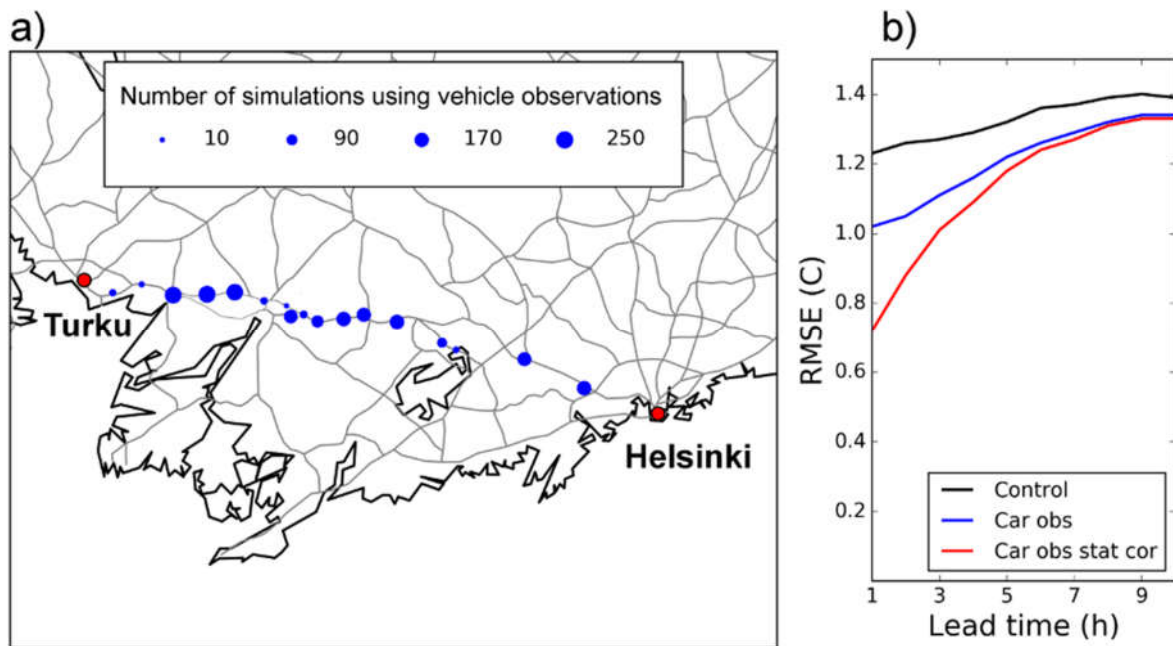 a)
Number of simulations using vehicle observations
10 90 170 250
Turku
Helsinki
b)
RMSE (C)
1.4
1.2
1.0
0.8
0.6
0.4
0.2
Control
Car obs
Car obs stat cor
1 3 5 7 9
Lead time (h)